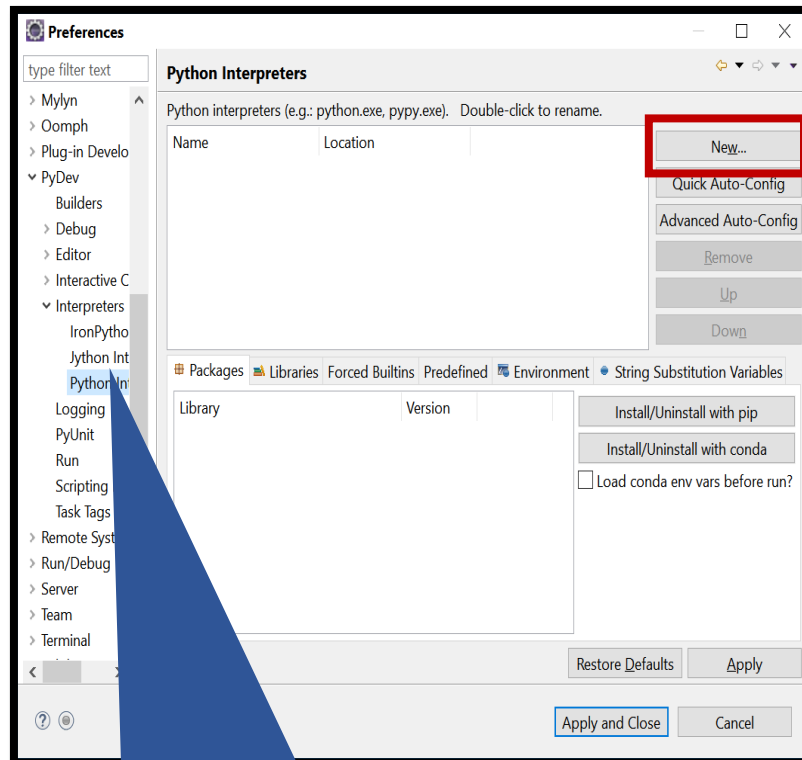 Preferences
type filter text
Python Interpreters
Python interpreters (e.g.: python.exe, pypy.exe). Double-click to rename.
Name Location
New...
Quick Auto-Config
Advanced Auto-Config
Remove
Up
Down
Mylyn
Oomph
Plug-in Develo
PyDev
Builders
Debug
Editor
Interactive C
Interpreters
IronPytho
Jython Int
Python Int
Logging
PyUnit
Run
Scripting
Task Tags
Remote Syst
Run/Debug
Server
Team
Terminal
Packages Libraries Forced Builtins Predefined Environment String Substitution Variables
Library Version
Install/Uninstall with pip
Install/Uninstall with conda
Load conda env vars before run?
Restore Defaults Apply
Apply and Close Cancel